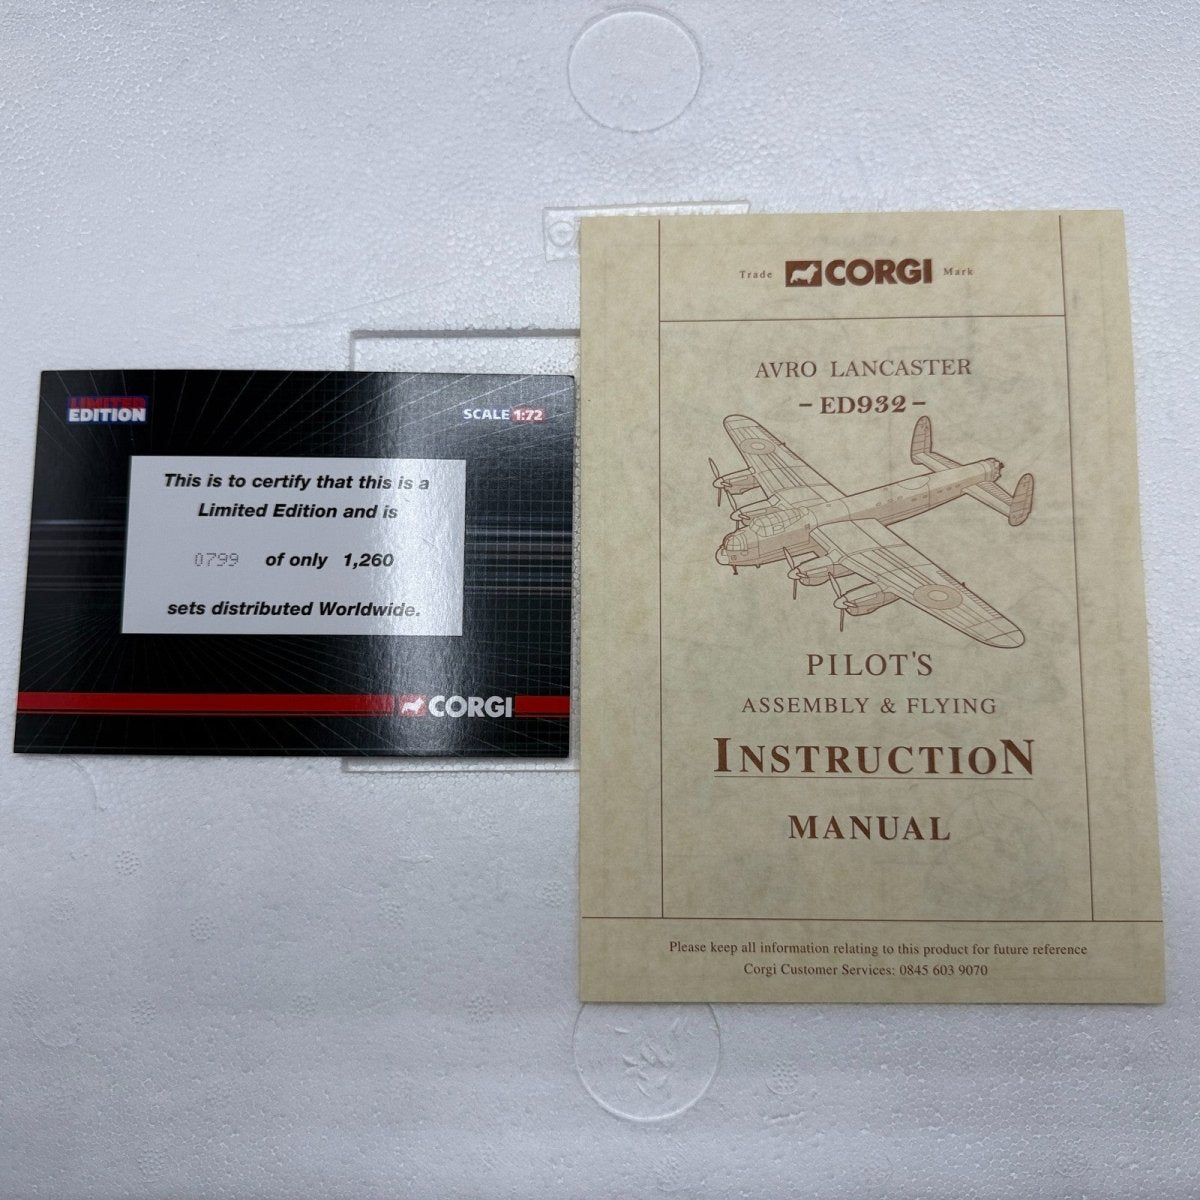 LIMITED
EDITION
SCALE 1:72
This is to certify that this is a
Limited Edition and is
0799 of only 1,260
sets distributed Worldwide.
CORGI
Trade CORGI Mark
AVRO LANCASTER
- ED932 -
PILOT'S
ASSEMBLY & FLYING
INSTRUCTION
MANUAL
Please keep all information relating to this product for future reference
Corgi Customer Services: 0845 603 9070